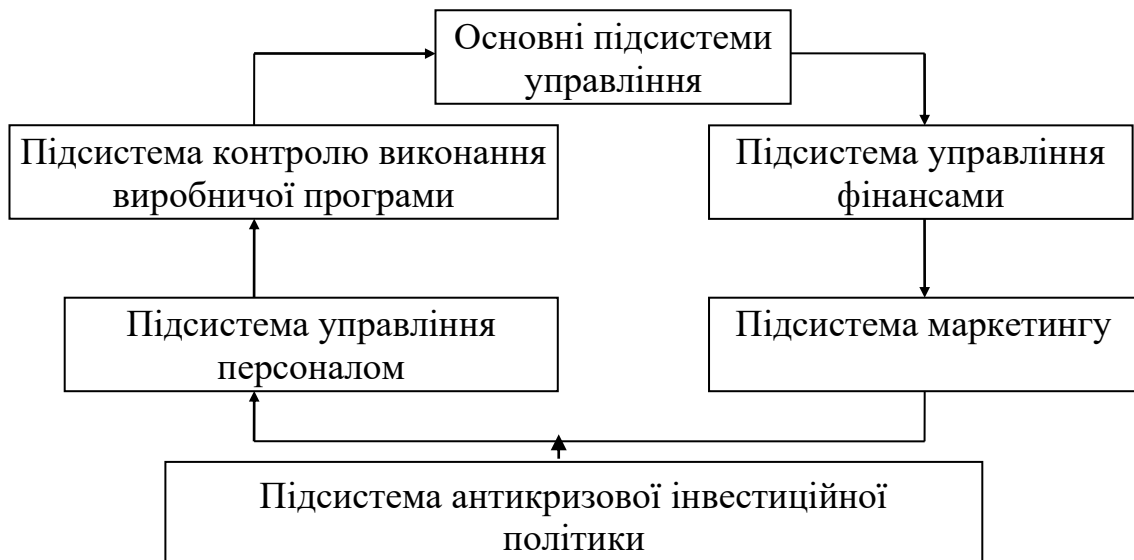 Основні підсистеми
управління
Підсистема контролю виконання
виробничої програми
Підсистема управління
фінансами
Підсистема управління
персоналом
Підсистема маркетингу
Підсистема антикризової інвестиційної
політики